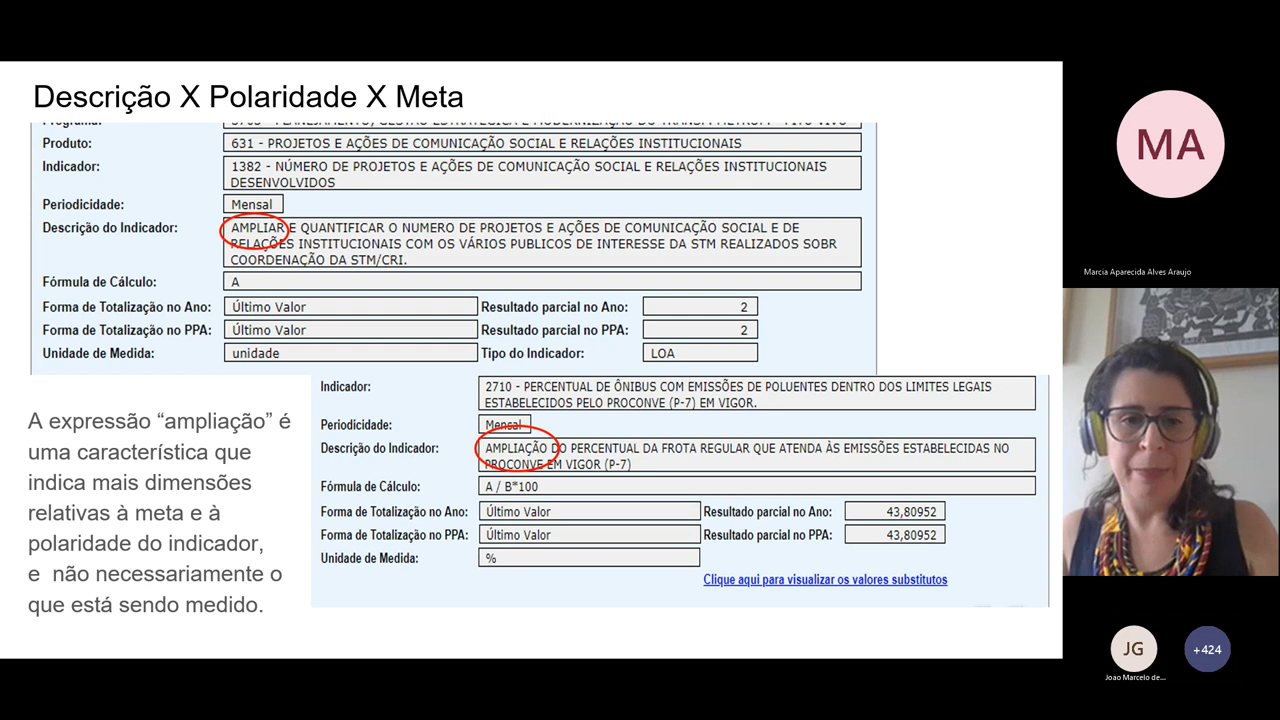 Descrição X Polaridade X Meta
Produto:
631 - PROJETOS E AÇÕES DE COMUNICAÇÃO SOCIAL E RELAÇÕES INSTITUCIONAIS
Indicador:
1382 - NÚMERO DE PROJETOS E AÇÕES DE COMUNICAÇÃO SOCIAL E RELAÇÕES INSTITUCIONAIS
DESENVOLVIDOS
Periodicidade:
Mensal
Descrição do Indicador:
AMPLIAR E QUANTIFICAR O NUMERO DE PROJETOS E AÇÕES DE COMUNICAÇÃO SOCIAL E DE
RELAÇÕES INSTITUCIONAIS COM OS VÁRIOS PUBLICOS DE INTERESSE DA STM REALIZADOS SOBR
COORDENAÇÃO DA STM/CRI.
Fórmula de Cálculo:
A
Forma de Totalização no Ano:
Último Valor
Resultado parcial no Ano:
2
Forma de Totalização no PPA:
Último Valor
Resultado parcial no PPA:
2
Unidade de Medida:
unidade
Tipo do Indicador:
LOA
A expressão “ampliação” é
uma característica que
indica mais dimensões
relativas à meta e à
polaridade do indicador,
e não necessariamente o
que está sendo medido.
Indicador:
2710 - PERCENTUAL DE ÔNIBUS COM EMISSÕES DE POLUENTES DENTRO DOS LIMITES LEGAIS
ESTABELECIDOS PELO PROCONVE (P-7) EM VIGOR.
Periodicidade:
Mensal
Descrição do Indicador:
AMPLIAÇÃO DO PERCENTUAL DA FROTA REGULAR QUE ATENDA ÀS EMISSÕES ESTABELECIDAS NO
PROCONVE EM VIGOR (P-7)
Fórmula de Cálculo:
A / B*100
Forma de Totalização no Ano:
Último Valor
Resultado parcial no Ano:
43,80952
Forma de Totalização no PPA:
Último Valor
Resultado parcial no PPA:
43,80952
Unidade de Medida:
%
Clique aqui para visualizar os valores substitutos
MA
Marcia Aparecida Alves Araujo
JG
Joao Marcelo de...
+424